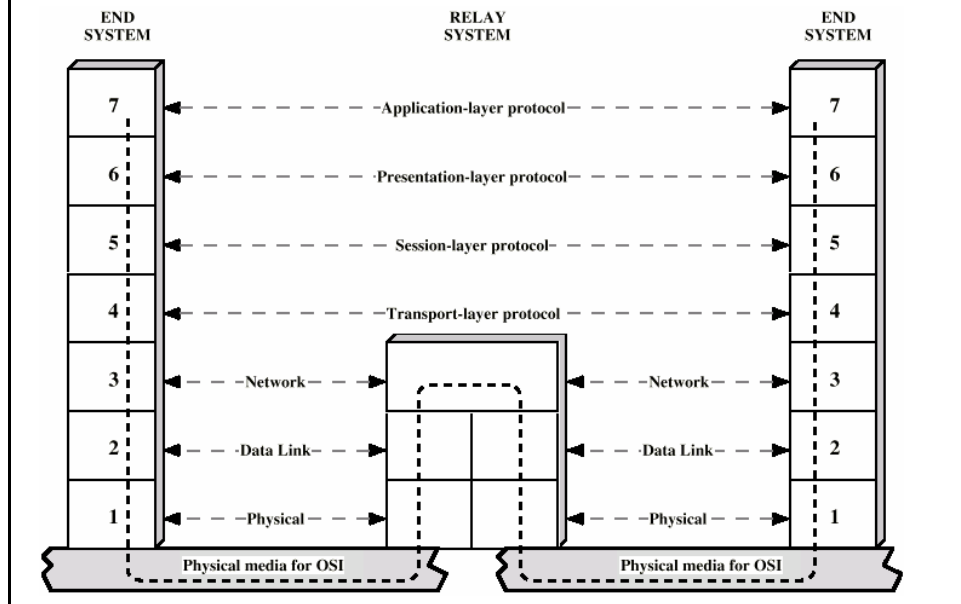 END
SYSTEM
RELAY
SYSTEM
END
SYSTEM
7 Application-layer protocol 7
6 Presentation-layer protocol 6
5 Session-layer protocol 5
4 Transport-layer protocol 4
3 Network Network 3
2 Data Link Data Link 2
1 Physical Physical 1
Physical media for OSI Physical media for OSI